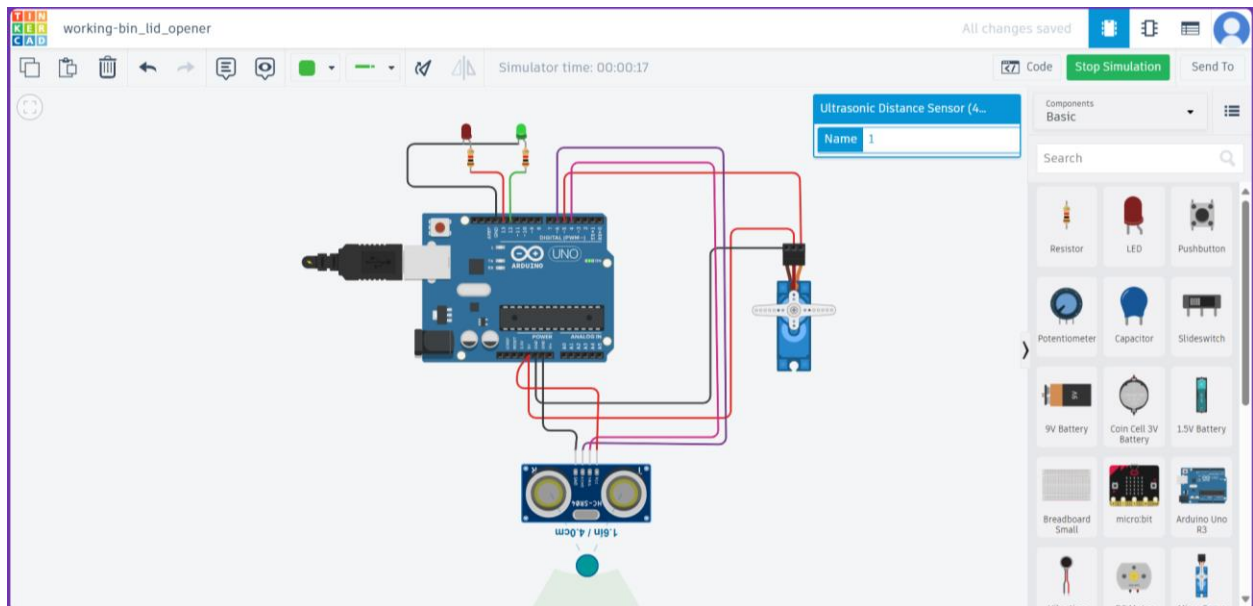 TINKERCAD
working-bin_lid_opener
All changes saved
Simulator time: 00:00:17
Code
Stop Simulation
Send To
Ultrasonic Distance Sensor (4...
Name 1
Components
Basic
Search
Resistor
LED
Pushbutton
Potentiometer
Capacitor
Slideswitch
9V Battery
Coin Cell 3V
Battery
1.5V Battery
Breadboard
Small
micro:bit
Arduino Uno
R3
DIGITAL (PWM~)
UNO
ARDUINO
POWER
ANALOG IN
HC-SR04
1.6in / 4.0cm